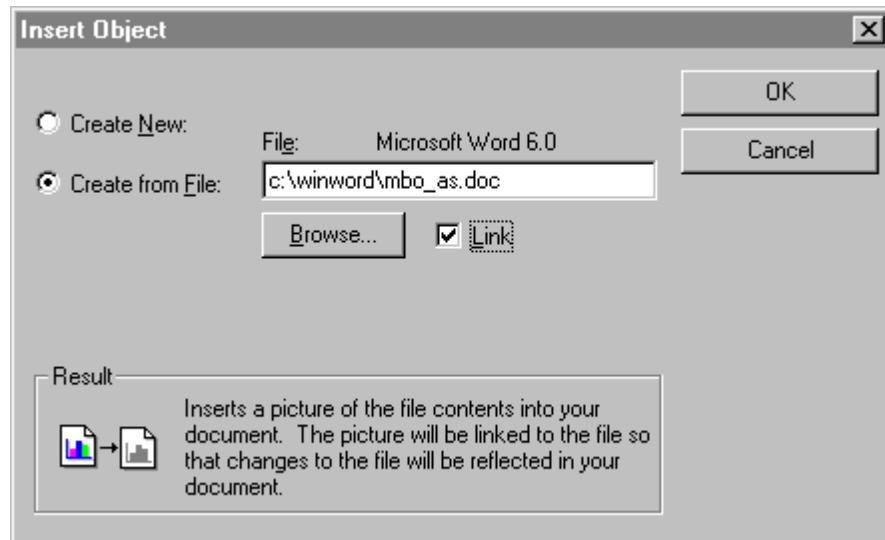 Insert Object
OK
Create New:
File: Microsoft Word 6.0
Cancel
Create from File:
c:\winword\mbo_as.doc
Browse...
Link
Result
Inserts a picture of the file contents into your
document. The picture will be linked to the file so
that changes to the file will be reflected in your
document.